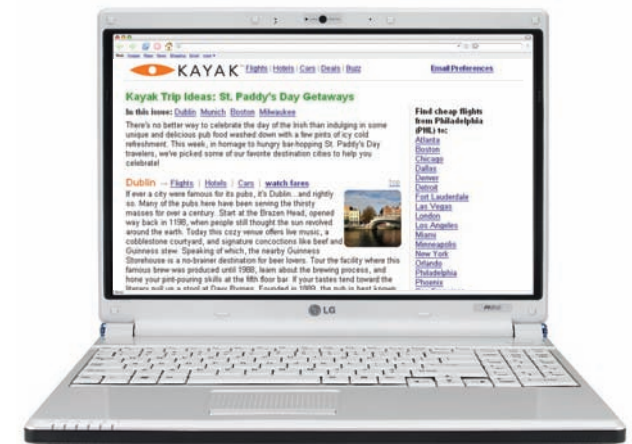 KAYAK Flights | Hotels | Cars | Deals | Buzz
Email Preferences
Kayak Trip Ideas: St. Paddy's Day Getaways
In this issue: Dublin Munich Boston Milwaukee
There's no better way to celebrate the day of the Irish than indulging in some
unique and delicious pub food washed down with a few pints of icy cold
refreshment. This week, in homage to hungry bar-hopping St. Paddy's Day
travelers, we've picked some of our favorite destination cities to help you
celebrate!
Dublin → Flights | Hotels | Cars | watch fares
If ever a city were famous for its pubs, it's Dublin...and rightly
so. Many of the pubs here have been serving the thirsty
masses for over a century. Start at the Brazen Head, opened
way back in 1198, when people still thought the sun revolved
around the earth. Today this cozy venue offers live music, a
cobblestone courtyard, and signature concoctions like beef and
Guinness stew. Speaking of which, the nearby Guinness
Storehouse is a no-brainer destination for beer lovers. Tour the facility where this
famous brew was produced until 1988, learn about the brewing process, and
hone your pint-pouring skills at the fifth floor bar. If your tastes tend toward the
Find cheap flights
from Philadelphia
(PHL) to:
Atlanta
Boston
Chicago
Dallas
Denver
Detroit
Fort Lauderdale
Las Vegas
London
Los Angeles
Miami
Minneapolis
New York
Orlando
Philadelphia
Phoenix
LG